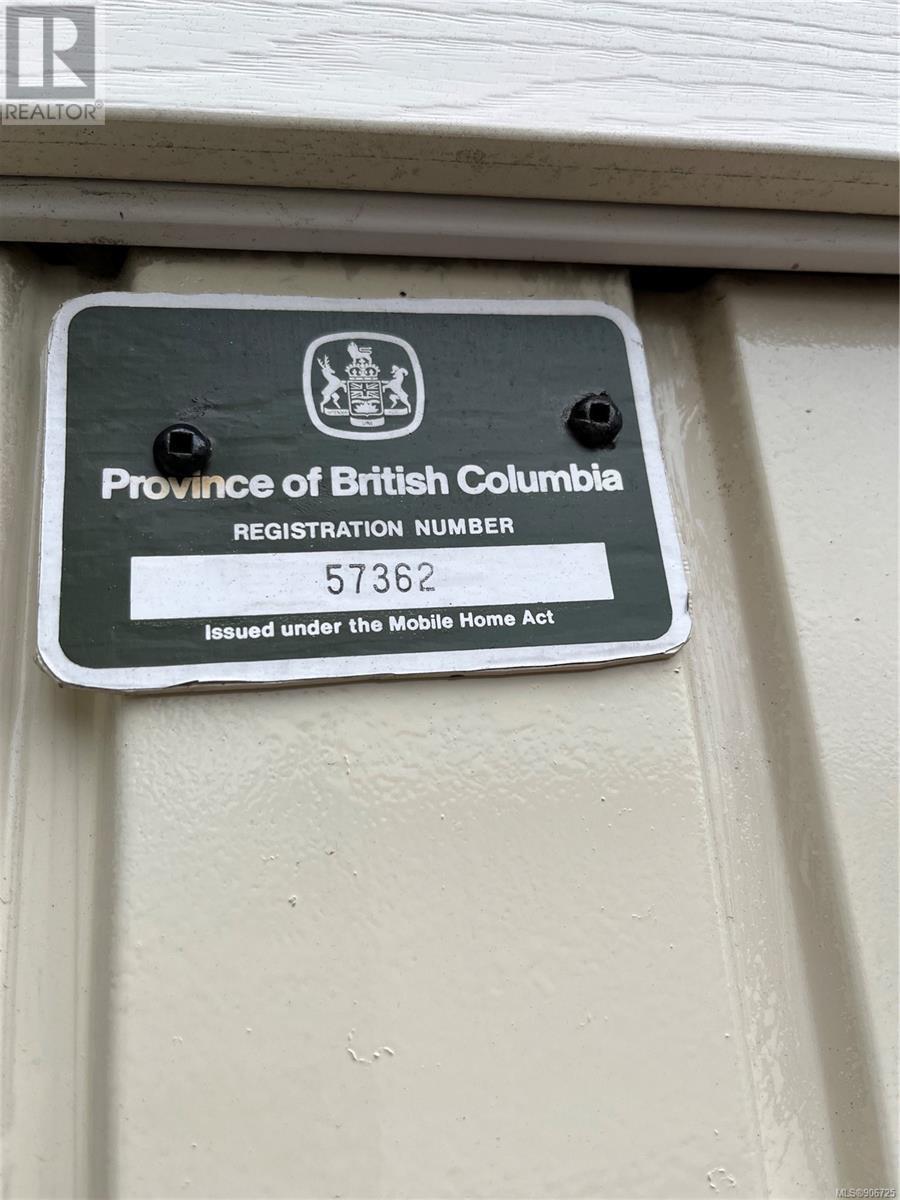 R
REALTOR®
Province of British Columbia
REGISTRATION NUMBER
57362
Issued under the Mobile Home Act
MLS®906725